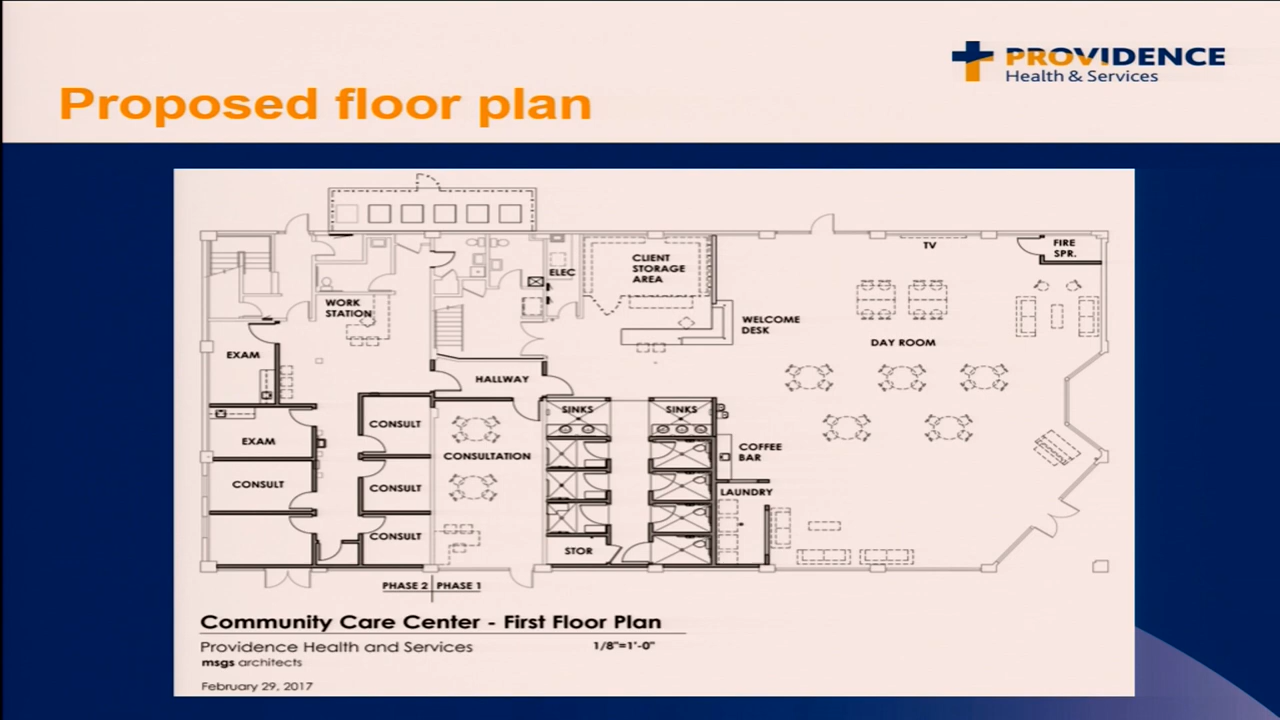 PROVIDENCE
Health & Services
Proposed floor plan
TV
FIRE
SPR.
CLIENT
STORAGE
AREA
ELEC
WORK
STATION
WELCOME
DESK
DAY ROOM
EXAM
HALLWAY
SINKS
SINKS
CONSULT
EXAM
CONSULTATION
COFFEE
BAR
CONSULT
CONSULT
LAUNDRY
CONSULT
STOR
PHASE 2 PHASE 1
Community Care Center - First Floor Plan
Providence Health and Services
1/8"=1'-0"
msgs architects
February 29, 2017